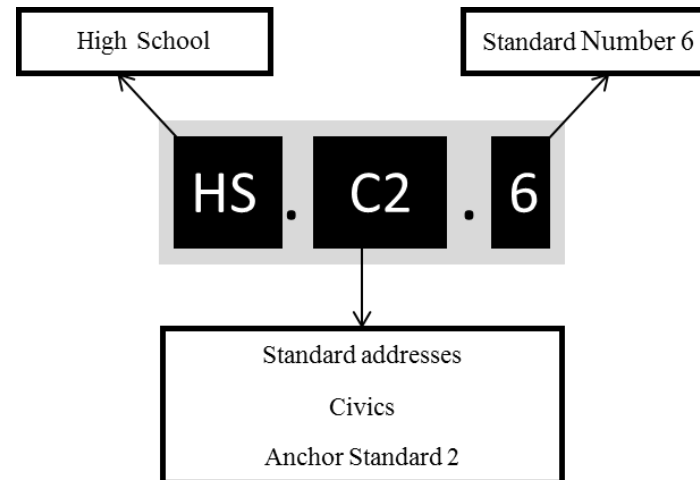 High School
Standard Number 6
HS . C2 . 6
Standard addresses
Civics
Anchor Standard 2